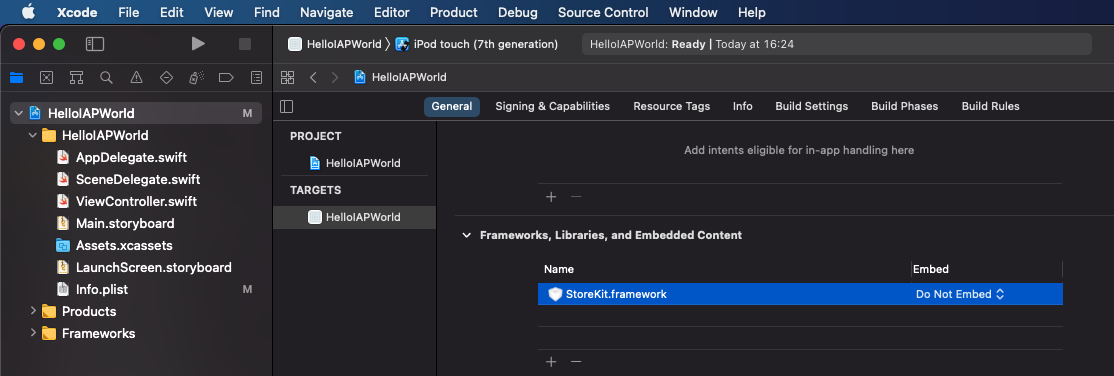 Xcode File Edit View Find Navigate Editor Product Debug Source Control Window Help
HelloIAPWorld iPod touch (7th generation) HelloIAPWorld: Ready | Today at 16:24
HelloIAPWorld
HelloIAPWorld M
General Signing & Capabilities Resource Tags Info Build Settings Build Phases Build Rules
HelloIAPWorld
AppDelegate.swift
SceneDelegate.swift
ViewController.swift
Main.storyboard
Assets.xcassets
LaunchScreen.storyboard
Info.plist M
Products
Frameworks
PROJECT
HelloIAPWorld
TARGETS
HelloIAPWorld
Add intents eligible for in-app handling here
Frameworks, Libraries, and Embedded Content
Name Embed
StoreKit.framework Do Not Embed